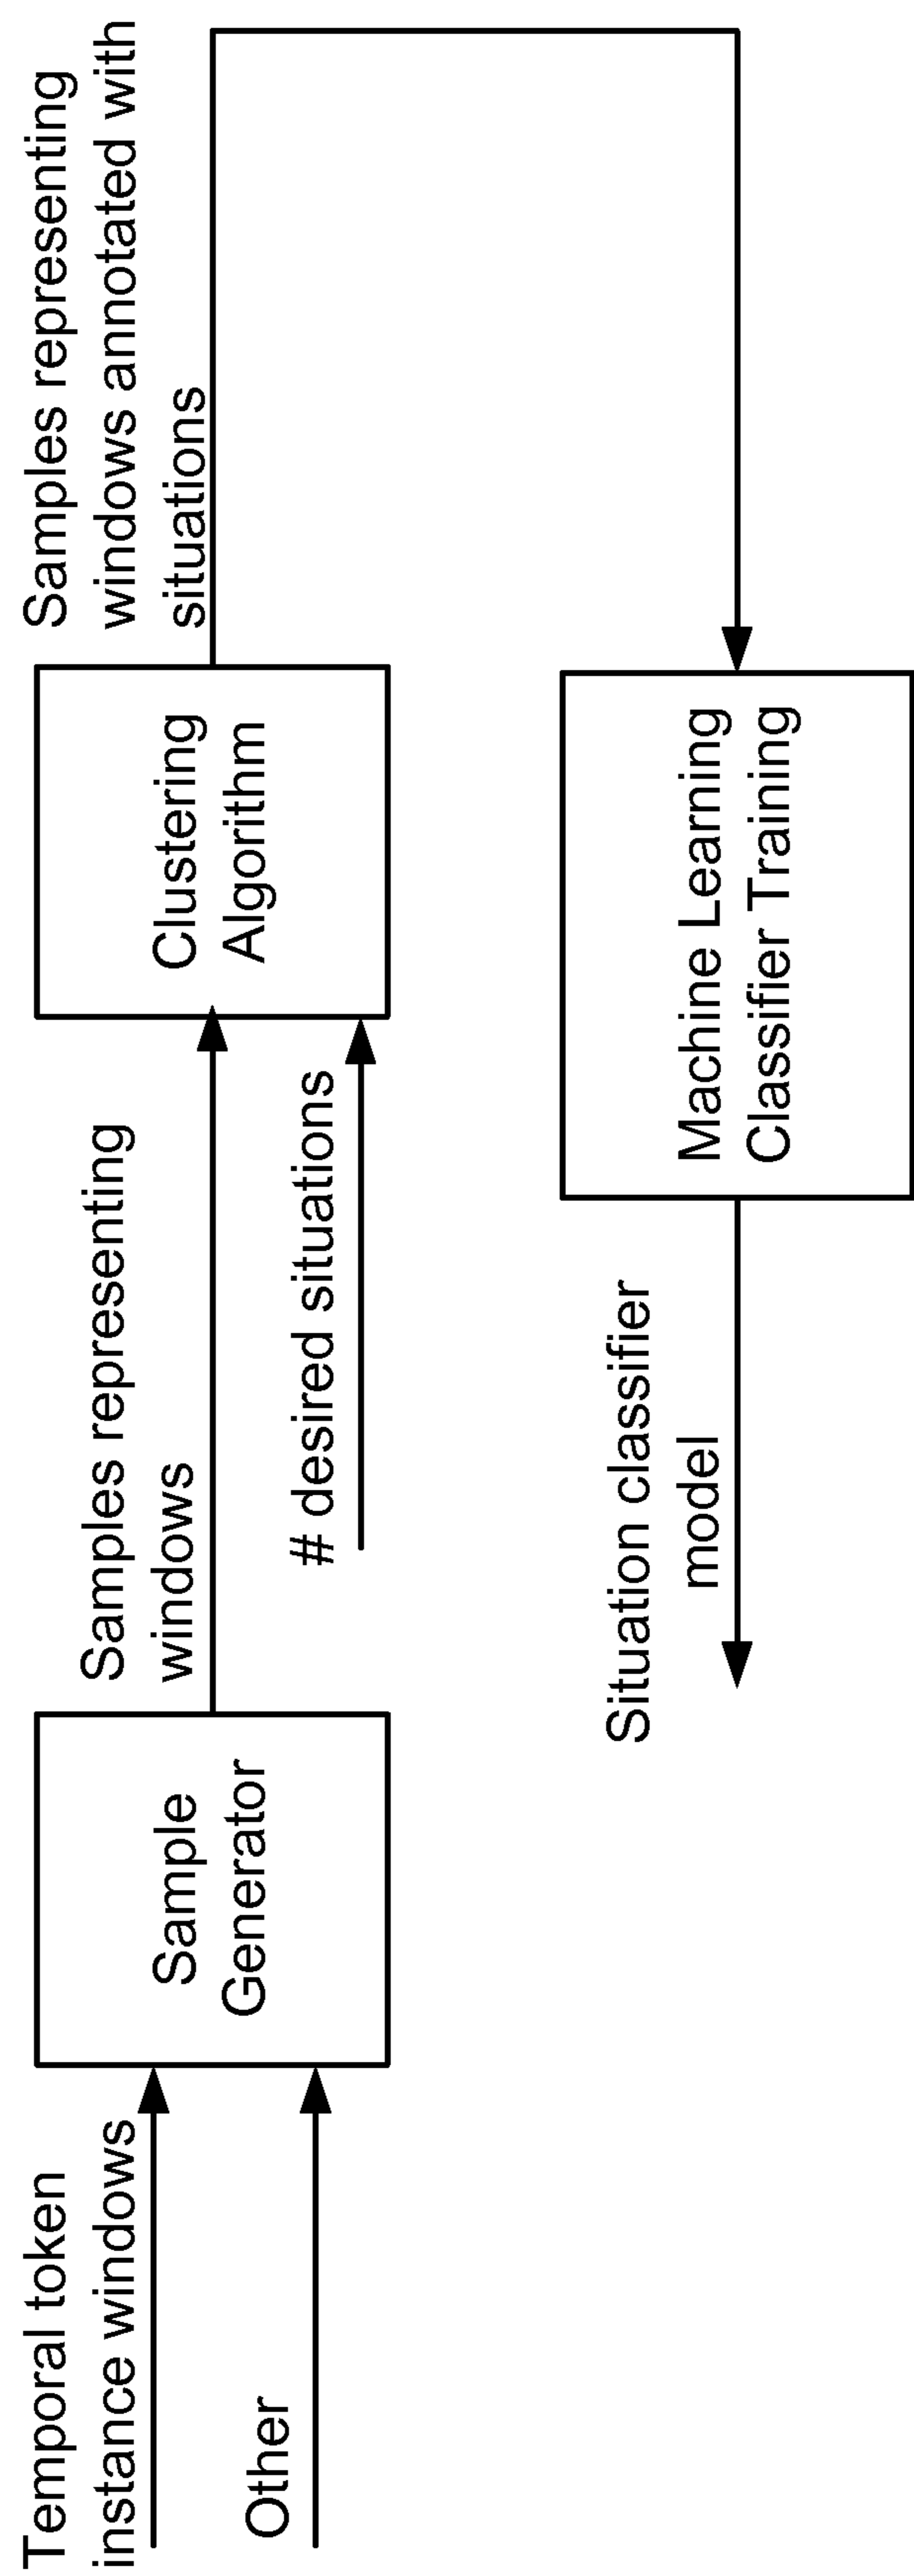 Temporal token
instance windows
Other
Sample
Generator
Samples representing
windows
# desired situations
Clustering
Algorithm
Samples representing
windows annotated with
situations
Machine Learning
Classifier Training
Situation classifier
model